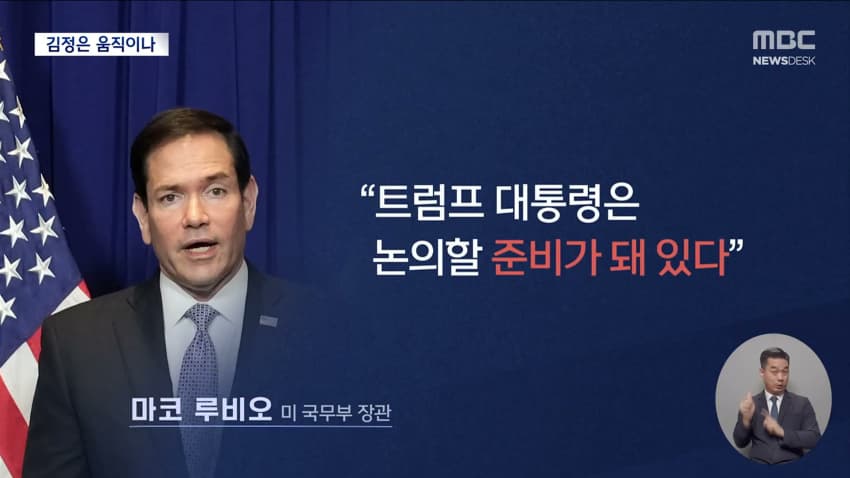 김정은 움직이나
MBC
NEWSDESK
“트럼프 대통령은
논의할 준비가 돼 있다”
마코 루비오 미 국무부 장관